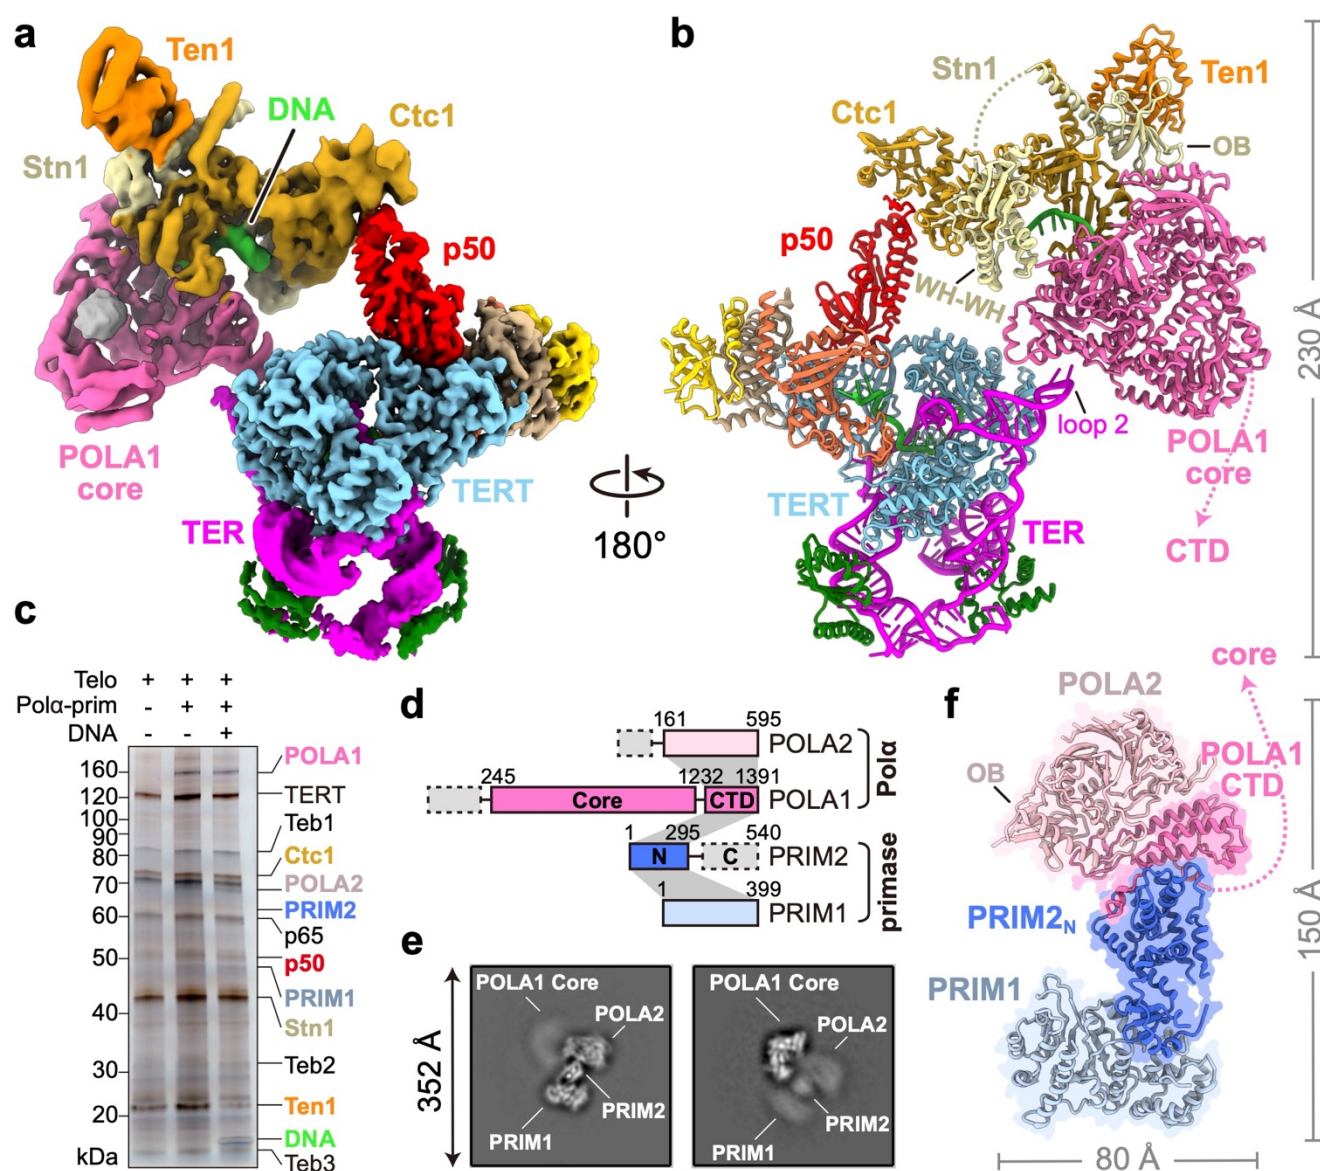 a
Ten1
DNA
Ctc1
Stn1
p50
POLA1
core
TERT
TER
180°
b
Stn1
Ten1
Ctc1
OB
p50
WH-WH
loop 2
POLA1
core
TERT
TER
CTD
230 Å
c
Telo + + +
Polα-prim - + +
DNA - - +
160
120
100
90
80
70
60
50
40
30
20
kDa
POLA1
TERT
Teb1
Ctc1
POLA2
PRIM2
p65
p50
PRIM1
Stn1
Teb2
Ten1
DNA
Teb3
d
161 595
POLA2
245 1232 1391
Core CTD POLA1
Polα
1 295 540
N C PRIM2
1 399
PRIM1
primase
e
352 Å
POLA1 Core
POLA2
PRIM2
PRIM1
POLA1 Core
POLA2
PRIM2
PRIM1
f
core
POLA2
POLA1
CTD
OB
PRIM2N
PRIM1
150 Å
80 Å